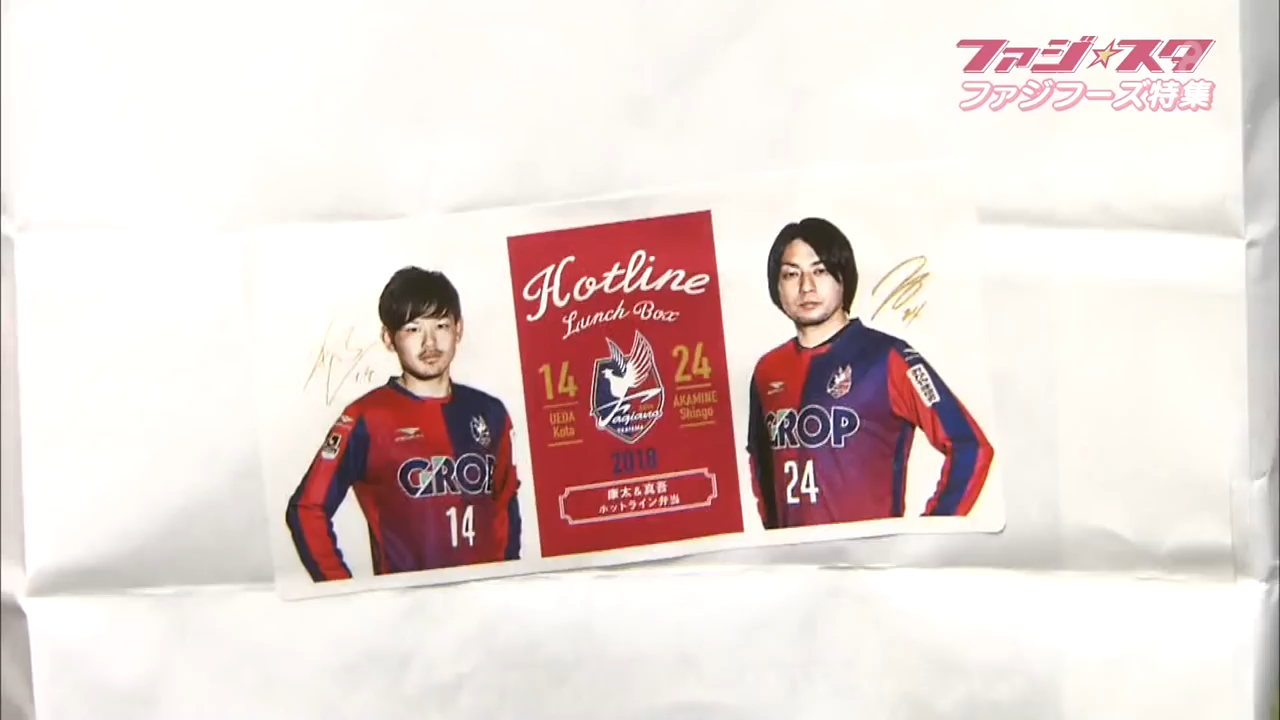 ファジ☆スタ
ファジフーズ特集
Hotline
Lunch Box
14
UEDA
Kota
24
AKAMINE
Shingo
Fagiano
OKAYAMA
2018
康太&真吾
ホットライン弁当
GROP
14
GROP
24
14
24